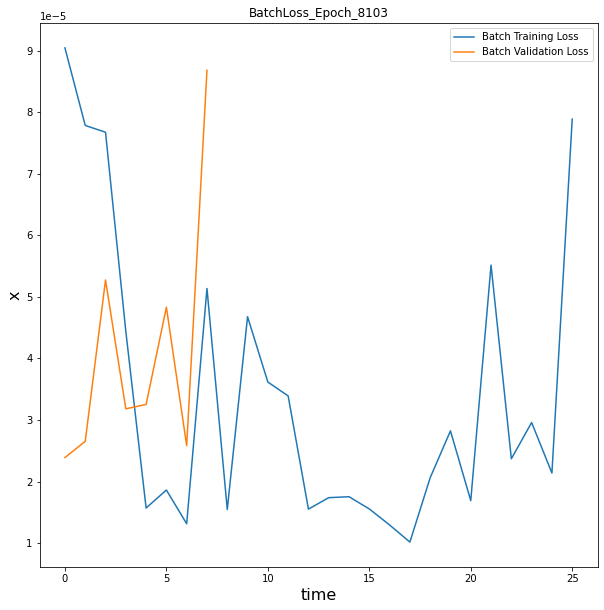 BatchLoss_Epoch_8103
1e−5
Batch Training Loss
Batch Validation Loss
9
8
7
6
5
4
3
2
1
x
0 5 10 15 20 25
time